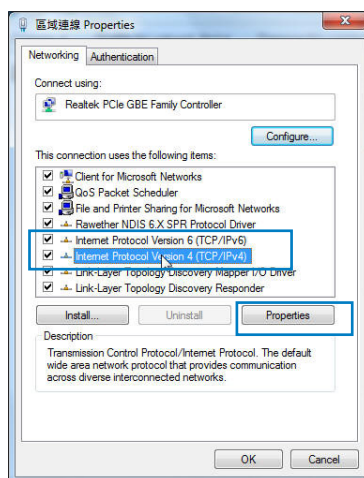 區域連線 Properties
Networking Authentication
Connect using:
Realtek PCIe GBE Family Controller
Configure...
This connection uses the following items:
Client for Microsoft Networks
QoS Packet Scheduler
File and Printer Sharing for Microsoft Networks
Rawether NDIS 6.X SPR Protocol Driver
Internet Protocol Version 6 (TCP/IPv6)
Internet Protocol Version 4 (TCP/IPv4)
Link-Layer Topology Discovery Mapper I/O Driver
Link-Layer Topology Discovery Responder
Install... Uninstall Properties
Description
Transmission Control Protocol/Internet Protocol. The default
wide area network protocol that provides communication
across diverse interconnected networks.
OK Cancel